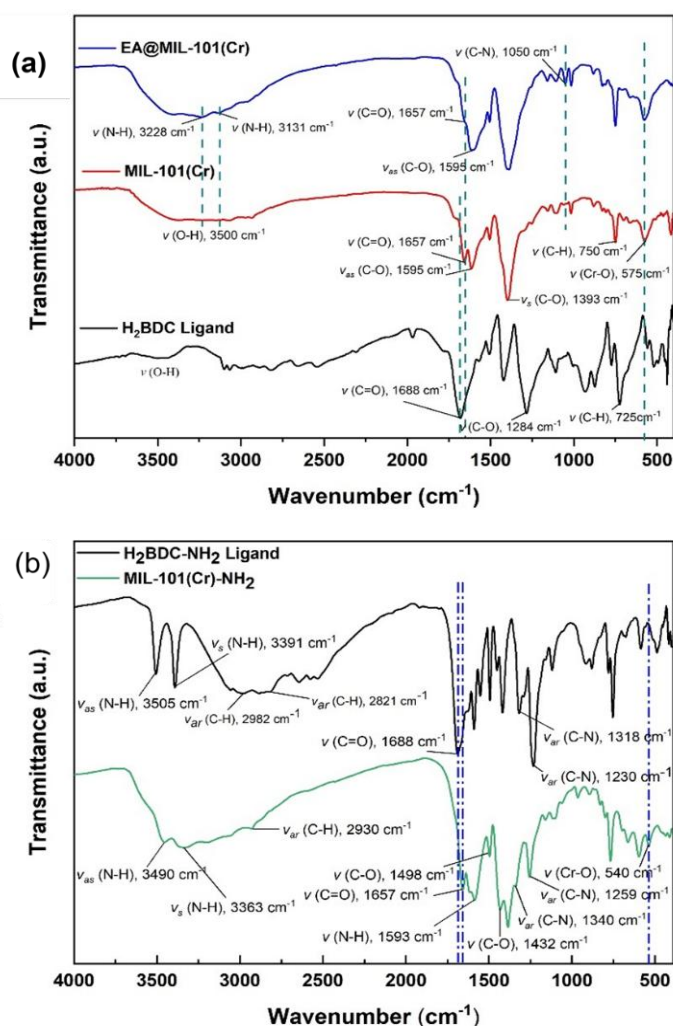 (a)
EA@MIL-101(Cr)
ν (C-N), 1050 cm⁻¹
ν (N-H), 3131 cm⁻¹
ν (N-H), 3228 cm⁻¹
ν (C=O), 1657 cm⁻¹
νas (C-O), 1595 cm⁻¹
MIL-101(Cr)
ν (O-H), 3500 cm⁻¹
ν (C=O), 1657 cm⁻¹
νas (C-O), 1595 cm⁻¹
ν (C-H), 750 cm⁻¹
ν (Cr-O), 575 cm⁻¹
νs (C-O), 1393 cm⁻¹
H₂BDC Ligand
ν (O-H)
ν (C=O), 1688 cm⁻¹
ν (C-O), 1284 cm⁻¹
ν (C-H), 725cm⁻¹
Transmittance (a.u.)
4000 3500 3000 2500 2000 1500 1000 500
Wavenumber (cm⁻¹)
(b)
H₂BDC-NH₂ Ligand
MIL-101(Cr)-NH₂
νs (N-H), 3391 cm⁻¹
νas (N-H), 3505 cm⁻¹
νar (C-H), 2982 cm⁻¹
νar (C-H), 2821 cm⁻¹
ν (C=O), 1688 cm⁻¹
νar (C-N), 1318 cm⁻¹
νar (C-N), 1230 cm⁻¹
νar (C-H), 2930 cm⁻¹
νas (N-H), 3490 cm⁻¹
νs (N-H), 3363 cm⁻¹
ν (C-O), 1498 cm⁻¹
ν (C=O), 1657 cm⁻¹
ν (N-H), 1593 cm⁻¹
ν (Cr-O), 540 cm⁻¹
νar (C-N), 1259 cm⁻¹
νar (C-N), 1340 cm⁻¹
ν (C-O), 1432 cm⁻¹
Transmittance (a.u.)
4000 3500 3000 2500 2000 1500 1000 500
Wavenumber (cm⁻¹)